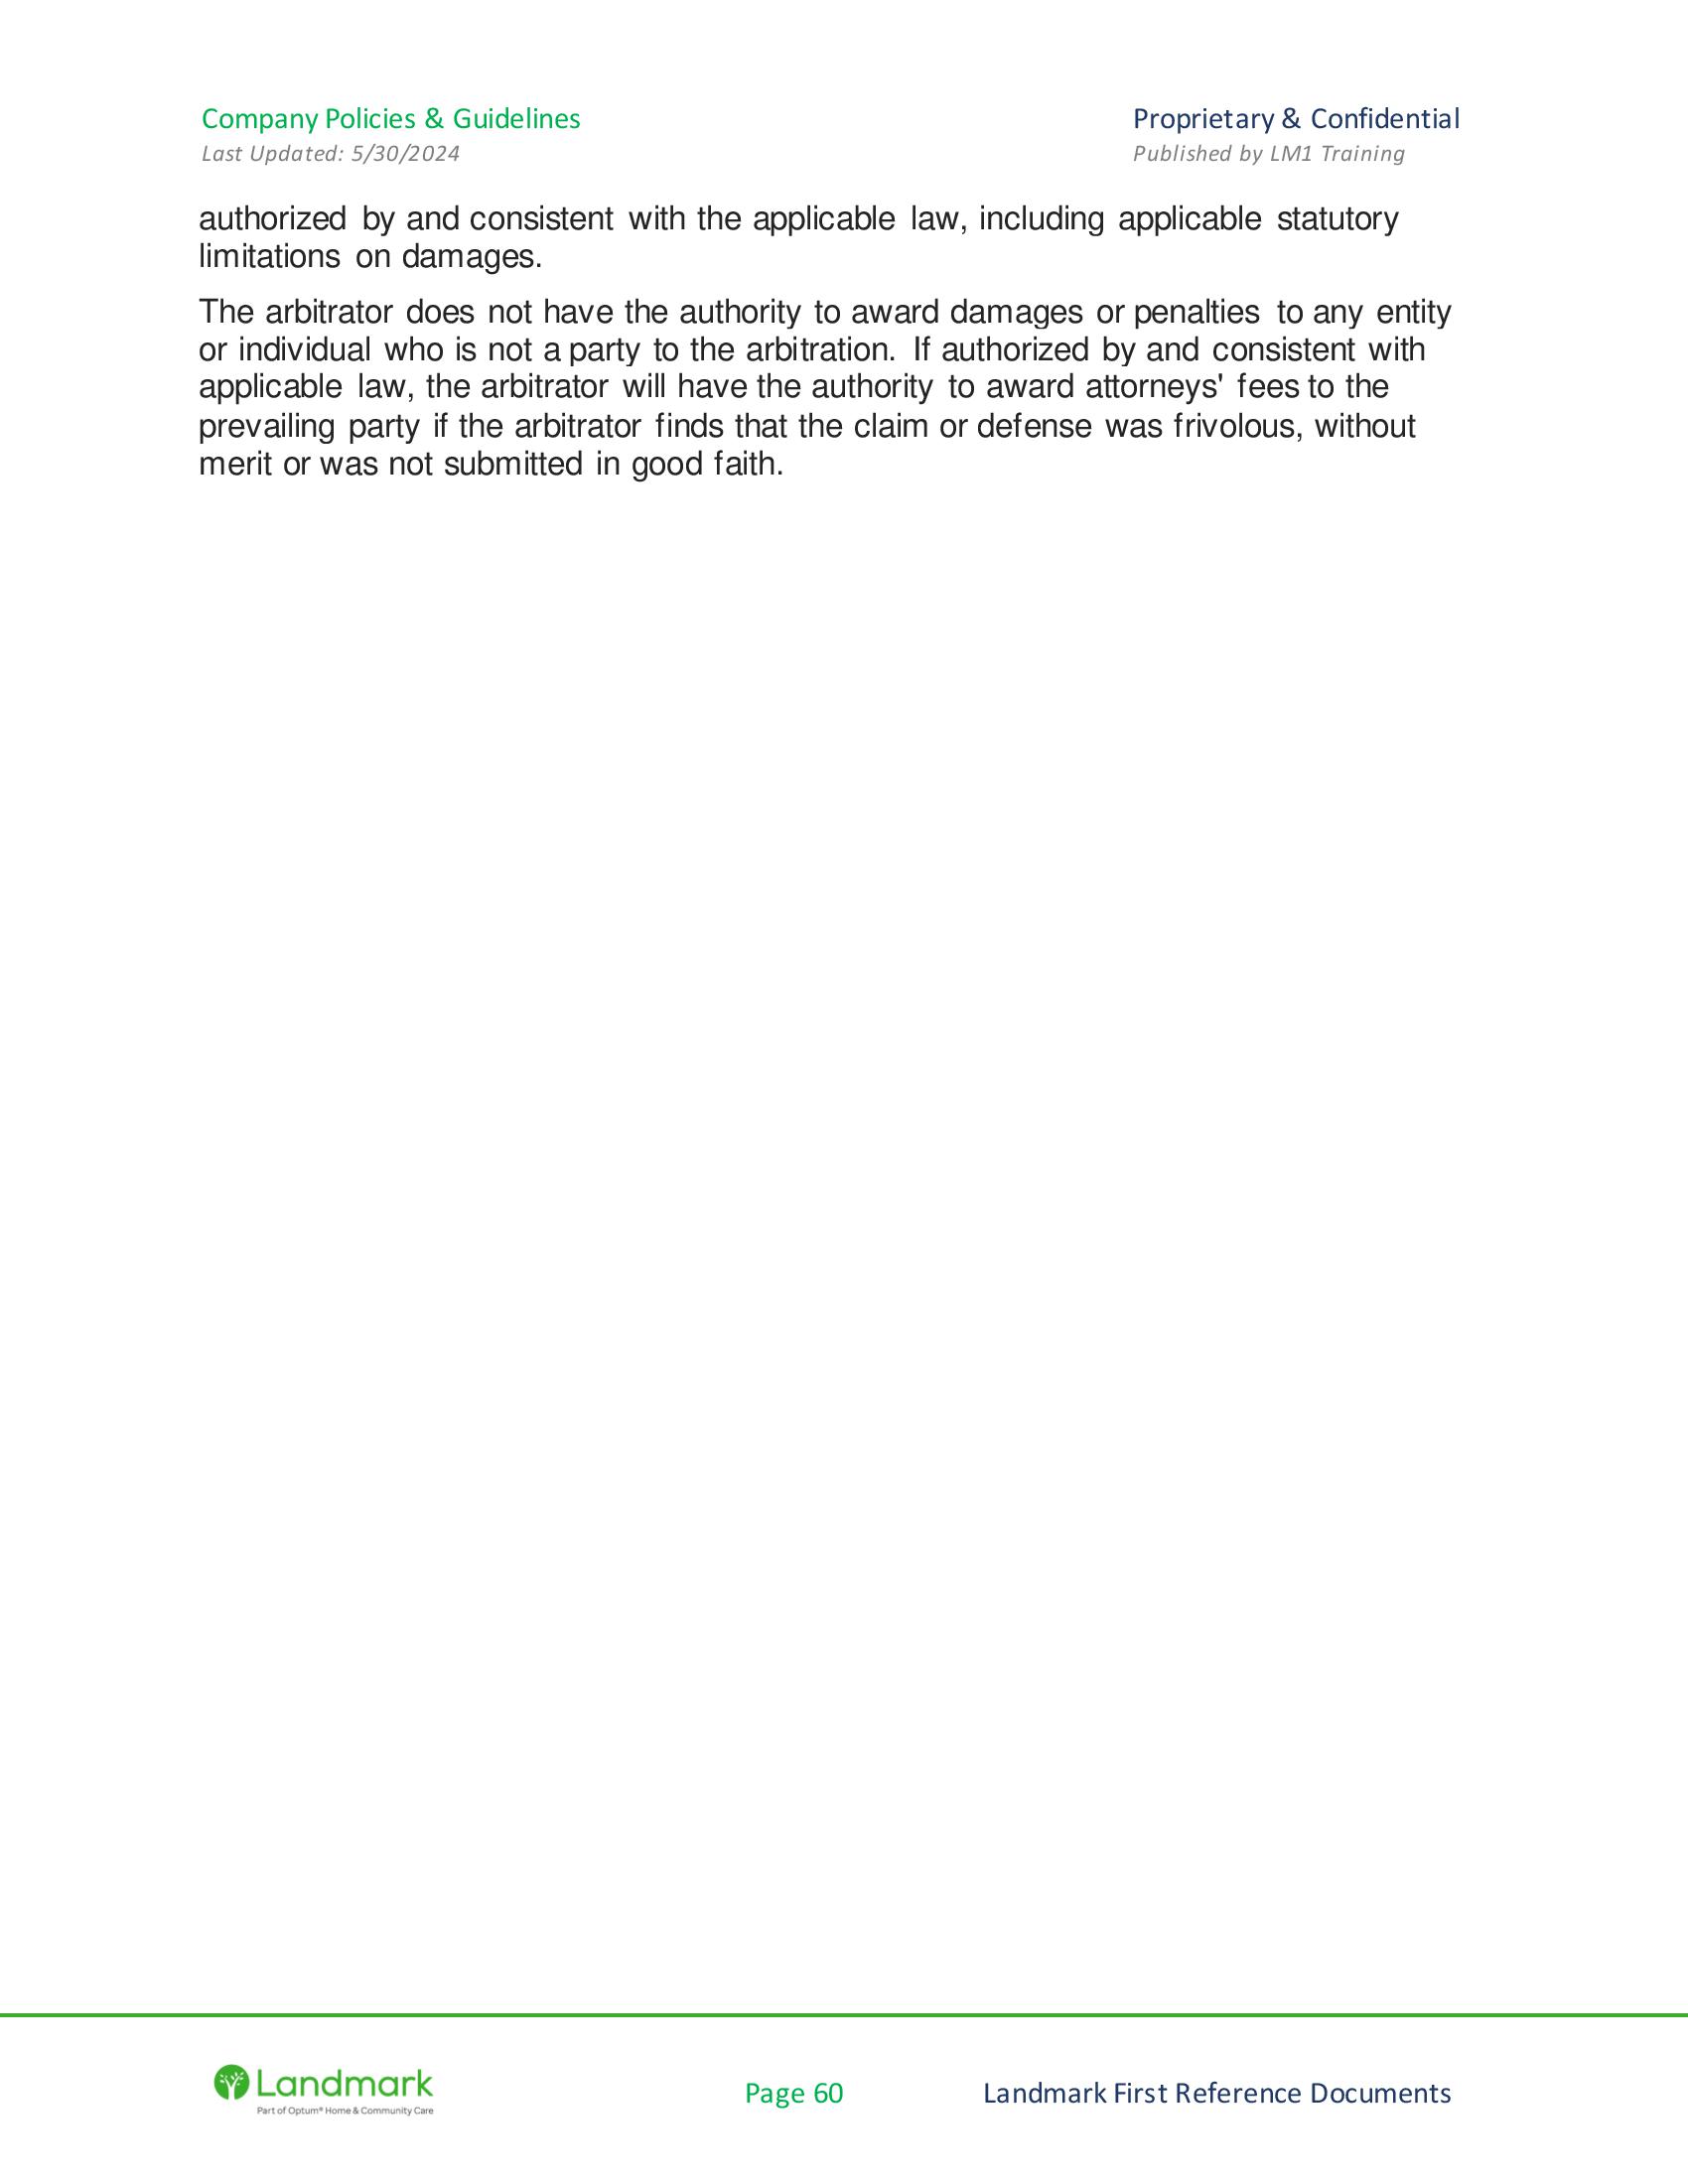 Company Policies & Guidelines
Proprietary & Confidential
Last Updated: 5/30/2024
Published by LM1 Training
authorized by and consistent with the applicable law, including applicable statutory
limitations on damages.
The arbitrator does not have the authority to award damages or penalties to any entity
or individual who is not a party to the arbitration. If authorized by and consistent with
applicable law, the arbitrator will have the authority to award attorneys' fees to the
prevailing party if the arbitrator finds that the claim or defense was frivolous, without
merit or was not submitted in good faith.
Landmark
Part of Optum® Home & Community Care
Page 60
Landmark First Reference Documents